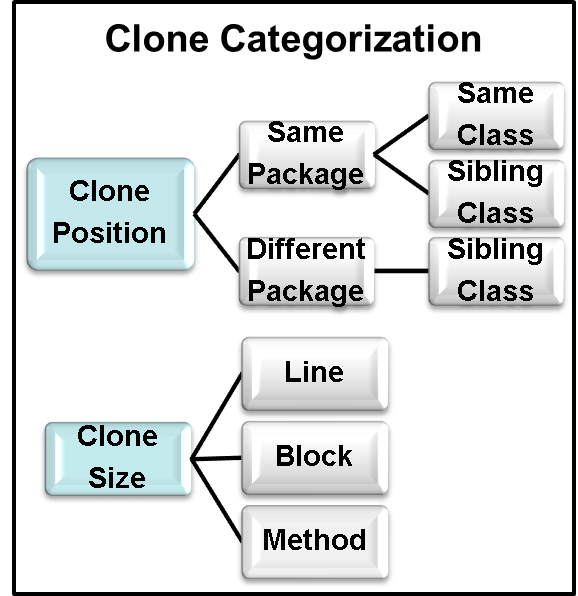 Clone Categorization
Clone
Position
Same
Package
Same
Class
Sibling
Class
Different
Package
Sibling
Class
Clone
Size
Line
Block
Method